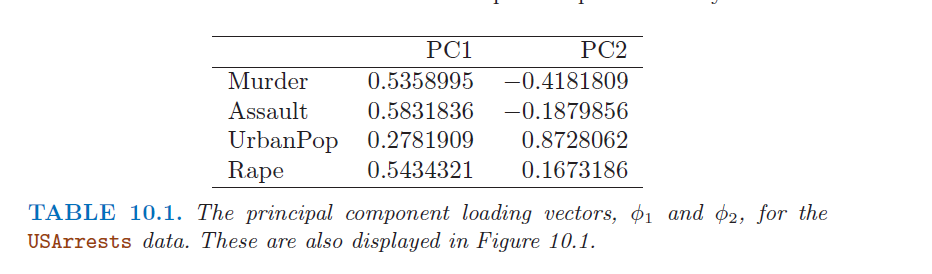 PC1 PC2
Murder 0.5358995 −0.4181809
Assault 0.5831836 −0.1879856
UrbanPop 0.2781909 0.8728062
Rape 0.5434321 0.1673186
TABLE 10.1. The principal component loading vectors, ϕ₁ and ϕ₂, for the
USArrests data. These are also displayed in Figure 10.1.